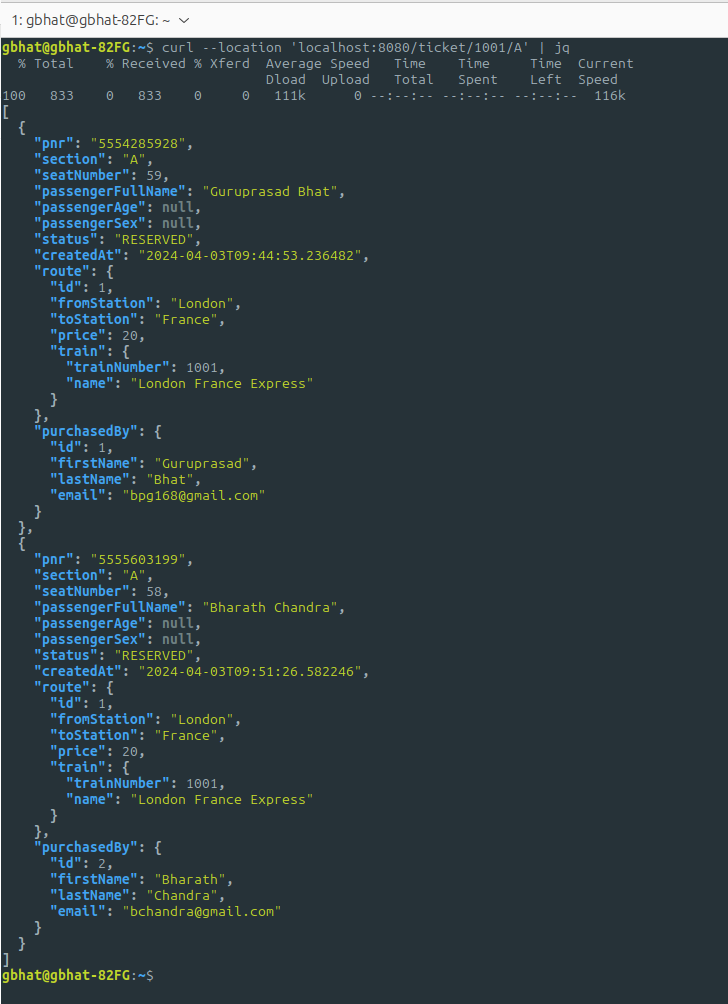 1: gbhat@gbhat-82FG: ~
gbhat@gbhat-82FG:~$ curl --location 'localhost:8080/ticket/1001/A' | jq
  % Total    % Received % Xferd  Average Speed   Time    Time     Time  Current
                                 Dload  Upload   Total   Spent    Left  Speed
100   833    0   833    0     0   111k      0 --:--:-- --:--:-- --:--:--  116k
[
  {
    "pnr": "5554285928",
    "section": "A",
    "seatNumber": 59,
    "passengerFullName": "Guruprasad Bhat",
    "passengerAge": null,
    "passengerSex": null,
    "status": "RESERVED",
    "createdAt": "2024-04-03T09:44:53.236482",
    "route": {
      "id": 1,
      "fromStation": "London",
      "toStation": "France",
      "price": 20,
      "train": {
        "trainNumber": 1001,
        "name": "London France Express"
      }
    },
    "purchasedBy": {
      "id": 1,
      "firstName": "Guruprasad",
      "lastName": "Bhat",
      "email": "bpg168@gmail.com"
    }
  },
  {
    "pnr": "5555603199",
    "section": "A",
    "seatNumber": 58,
    "passengerFullName": "Bharath Chandra",
    "passengerAge": null,
    "passengerSex": null,
    "status": "RESERVED",
    "createdAt": "2024-04-03T09:51:26.582246",
    "route": {
      "id": 1,
      "fromStation": "London",
      "toStation": "France",
      "price": 20,
      "train": {
        "trainNumber": 1001,
        "name": "London France Express"
      }
    },
    "purchasedBy": {
      "id": 2,
      "firstName": "Bharath",
      "lastName": "Chandra",
      "email": "bchandra@gmail.com"
    }
  }
]
gbhat@gbhat-82FG:~$